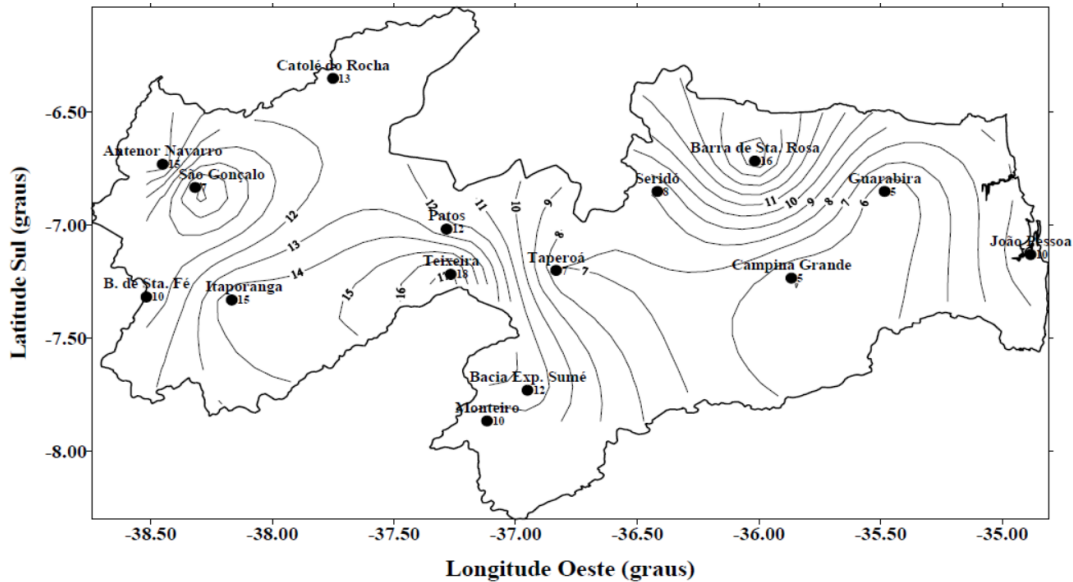 Catolé do Rocha
13
-6.50
Antenor Navarro
15
Barra de Sta. Rosa
16
São Gonçalo
7
Seridó
8
Guarabira
5
11
10
9
8
7
6
-7.00
12
11
10
9
12
Patos
12
13
8
João Pessoa
10
14
Teixeira
18
Taperoá
7
7
Campina Grande
5
B. de Sta. Fé
10
Itaporanga
15
15
16
-7.50
Bacia Exp. Sumé
12
Monteiro
10
-8.00
-38.50 -38.00 -37.50 -37.00 -36.50 -36.00 -35.50 -35.00
Longitude Oeste (graus)
Latitude Sul (graus)